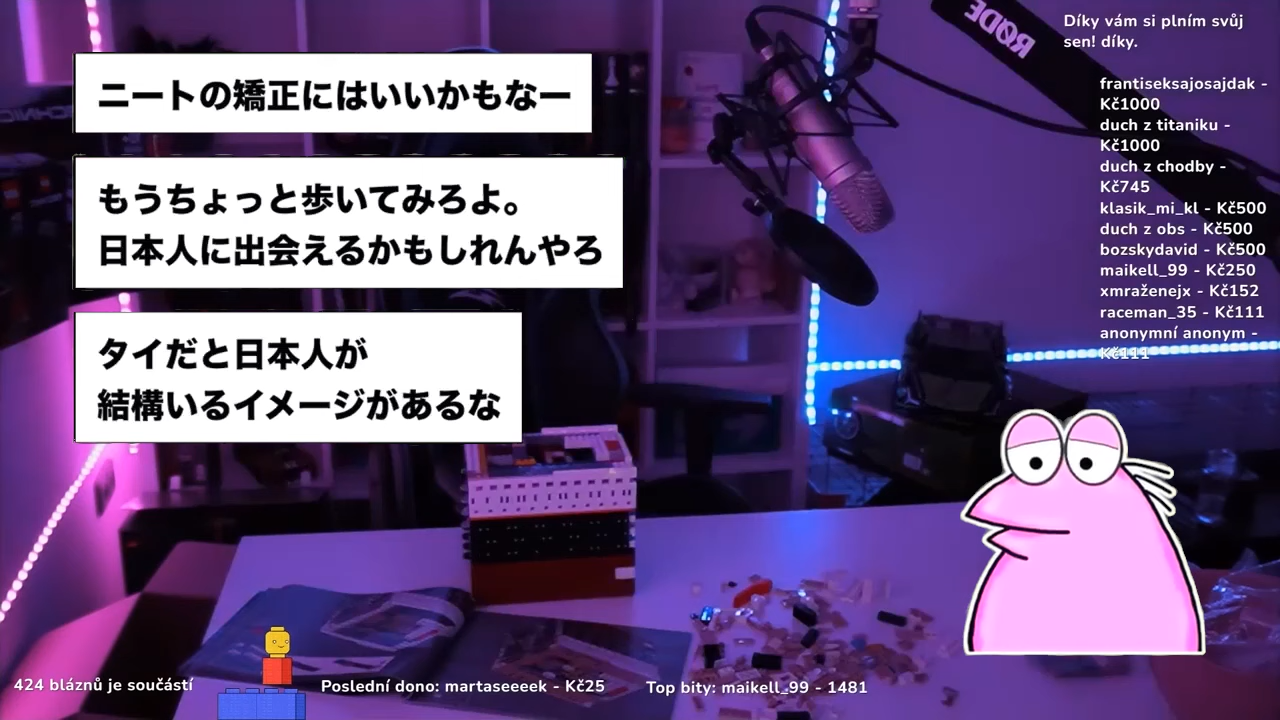 ニートの矯正にはいいかもなー
もうちょっと歩いてみろよ。
日本人に出会えるかもしれんやろ
タイだと日本人が
結構いるイメージがあるな
RØDE
Díky vám si plním svůj
sen! díky.
frantiseksajosajdak -
Kč1000
duch z titaniku -
Kč1000
duch z chodby -
Kč745
klasik_mi_kl - Kč500
duch z obs - Kč500
bozskydavid - Kč500
maikell_99 - Kč250
xmraženejx - Kč152
raceman_35 - Kč111
anonymní anonym -
Kč111
424 bláznů je součástí
Poslední dono: martaseeeek - Kč25
Top bity: maikell_99 - 1481